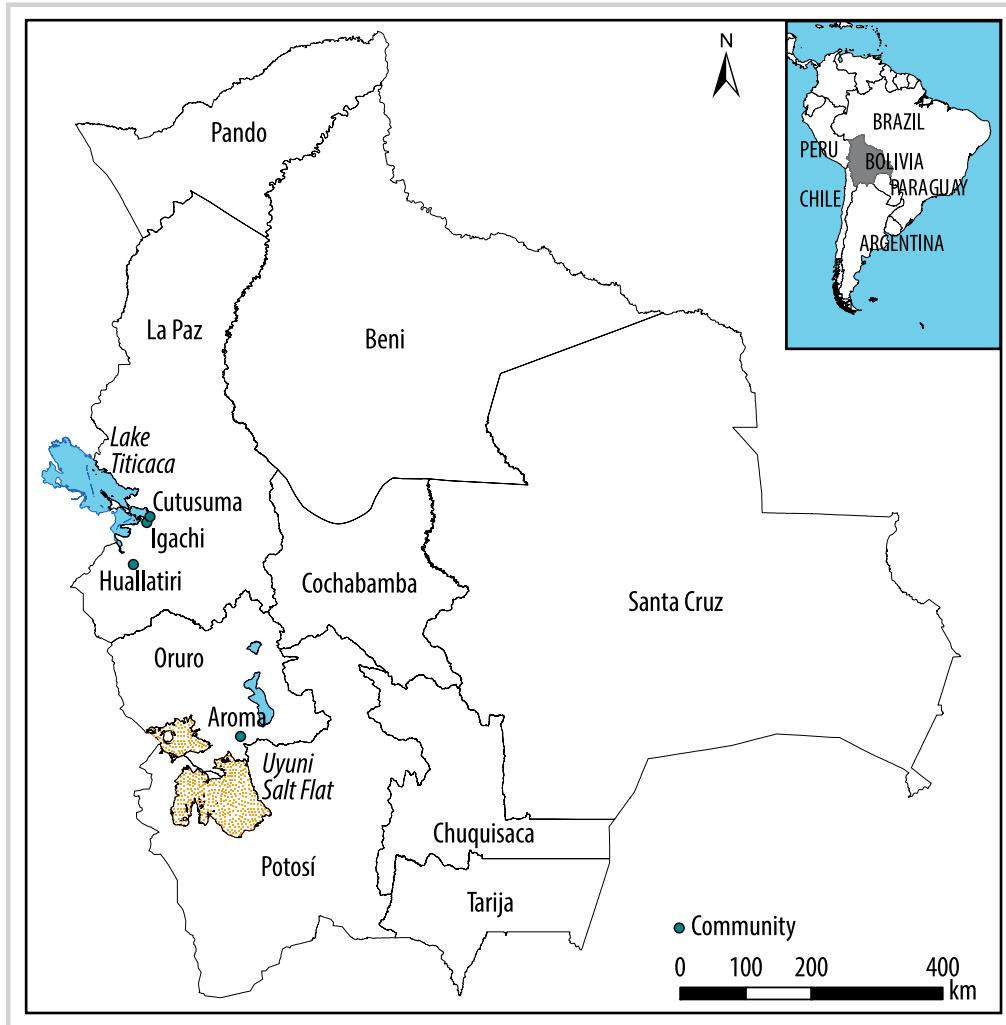 N
Pando
BRAZIL
PERU
BOLIVIA
PARAGUAY
CHILE
ARGENTINA
La Paz
Beni
Lake
Titicaca
Cutusuma
Igachi
Huallatiri
Cochabamba
Santa Cruz
Oruro
Aroma
Uyuni
Salt Flat
Chuquisaca
Potosí
Tarija
Community
0 100 200 400
km